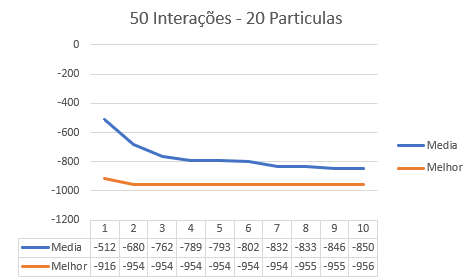 50 Interações - 20 Particulas
0
-200
-400
-600
-800
-1000
-1200
Media
Melhor
1 2 3 4 5 6 7 8 9 10
Media -512 -680 -762 -789 -793 -802 -832 -833 -846 -850
Melhor -916 -954 -954 -954 -954 -954 -954 -955 -955 -956